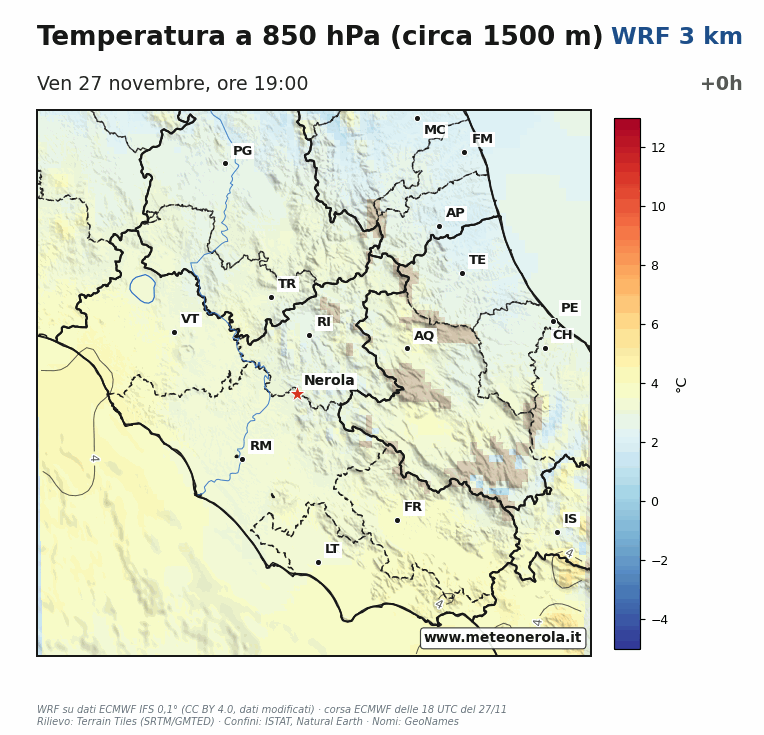 Temperatura a 850 hPa (circa 1500 m) WRF 3 km
Ven 27 novembre, ore 19:00 +0h
MC
FM
PG
AP
TE
TR
PE
VT
RI
AQ
CH
Nerola
RM
FR
IS
LT
4
4
4
4
www.meteonerola.it
12
10
8
6
4
2
0
−2
−4
°C
WRF su dati ECMWF IFS 0,1° (CC BY 4.0, dati modificati) · corsa ECMWF delle 18 UTC del 27/11
Rilievo: Terrain Tiles (SRTM/GMTED) · Confini: ISTAT, Natural Earth · Nomi: GeoNames